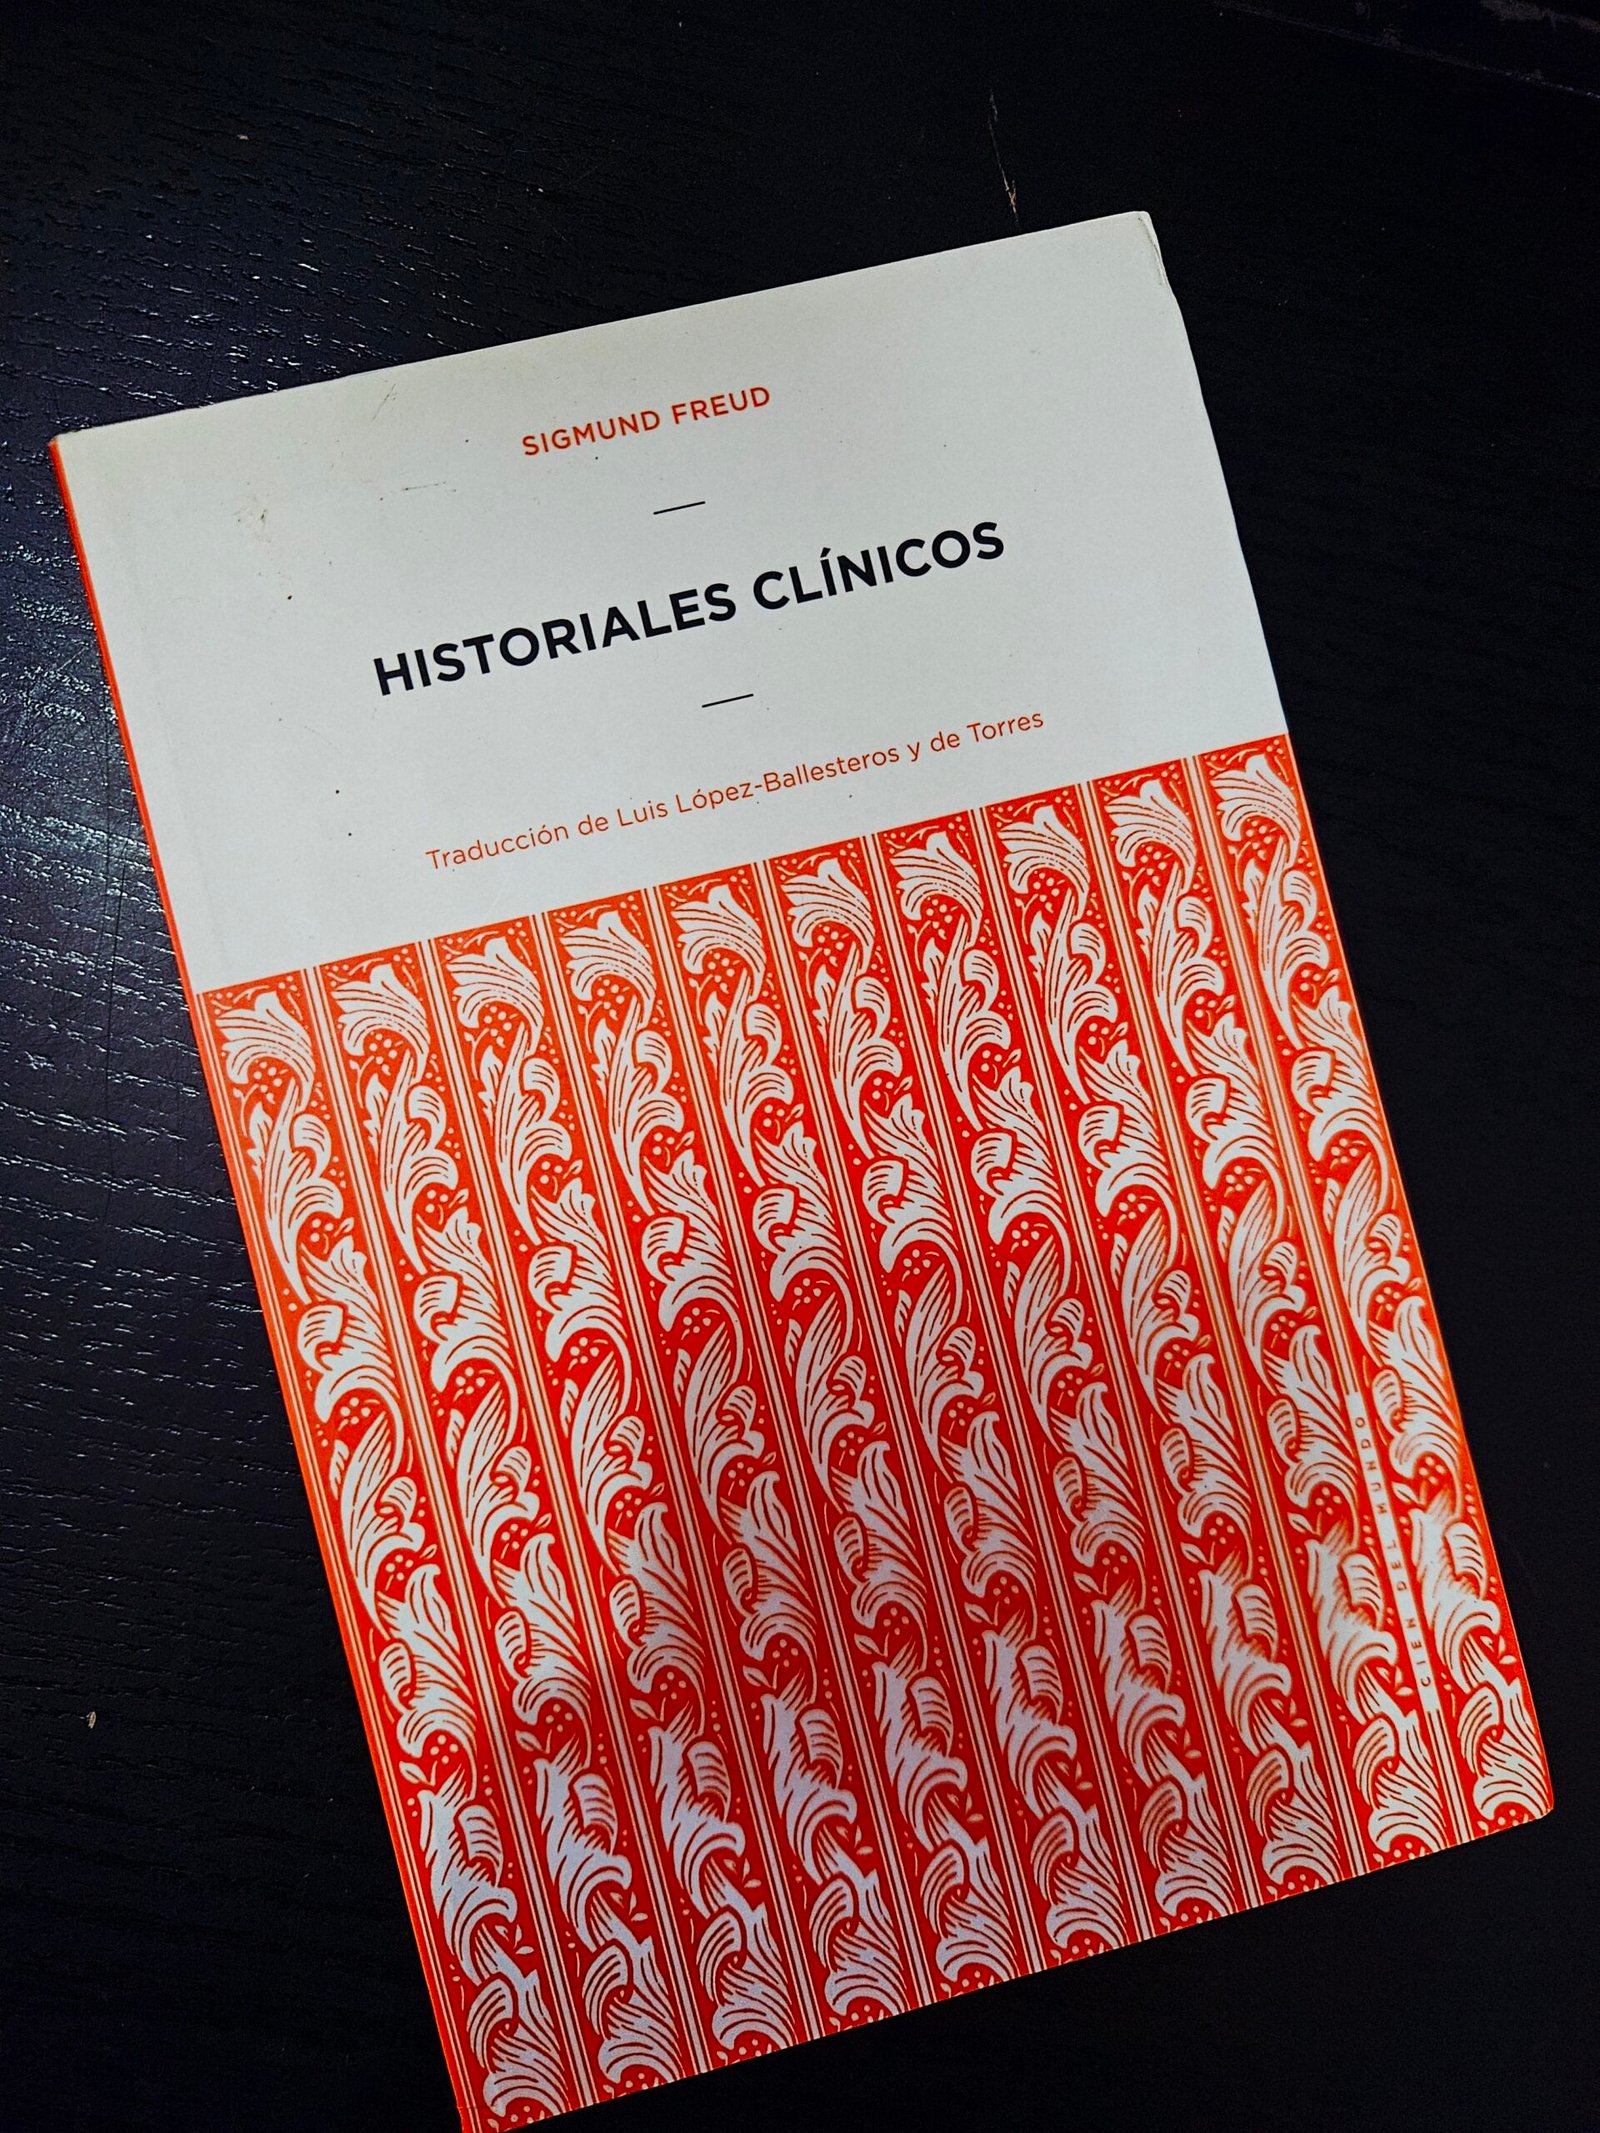 SIGMUND FREUD
HISTORIALES CLÍNICOS
Traducción de Luis López-Ballesteros y de Torres
CIEN DEL MUNDO